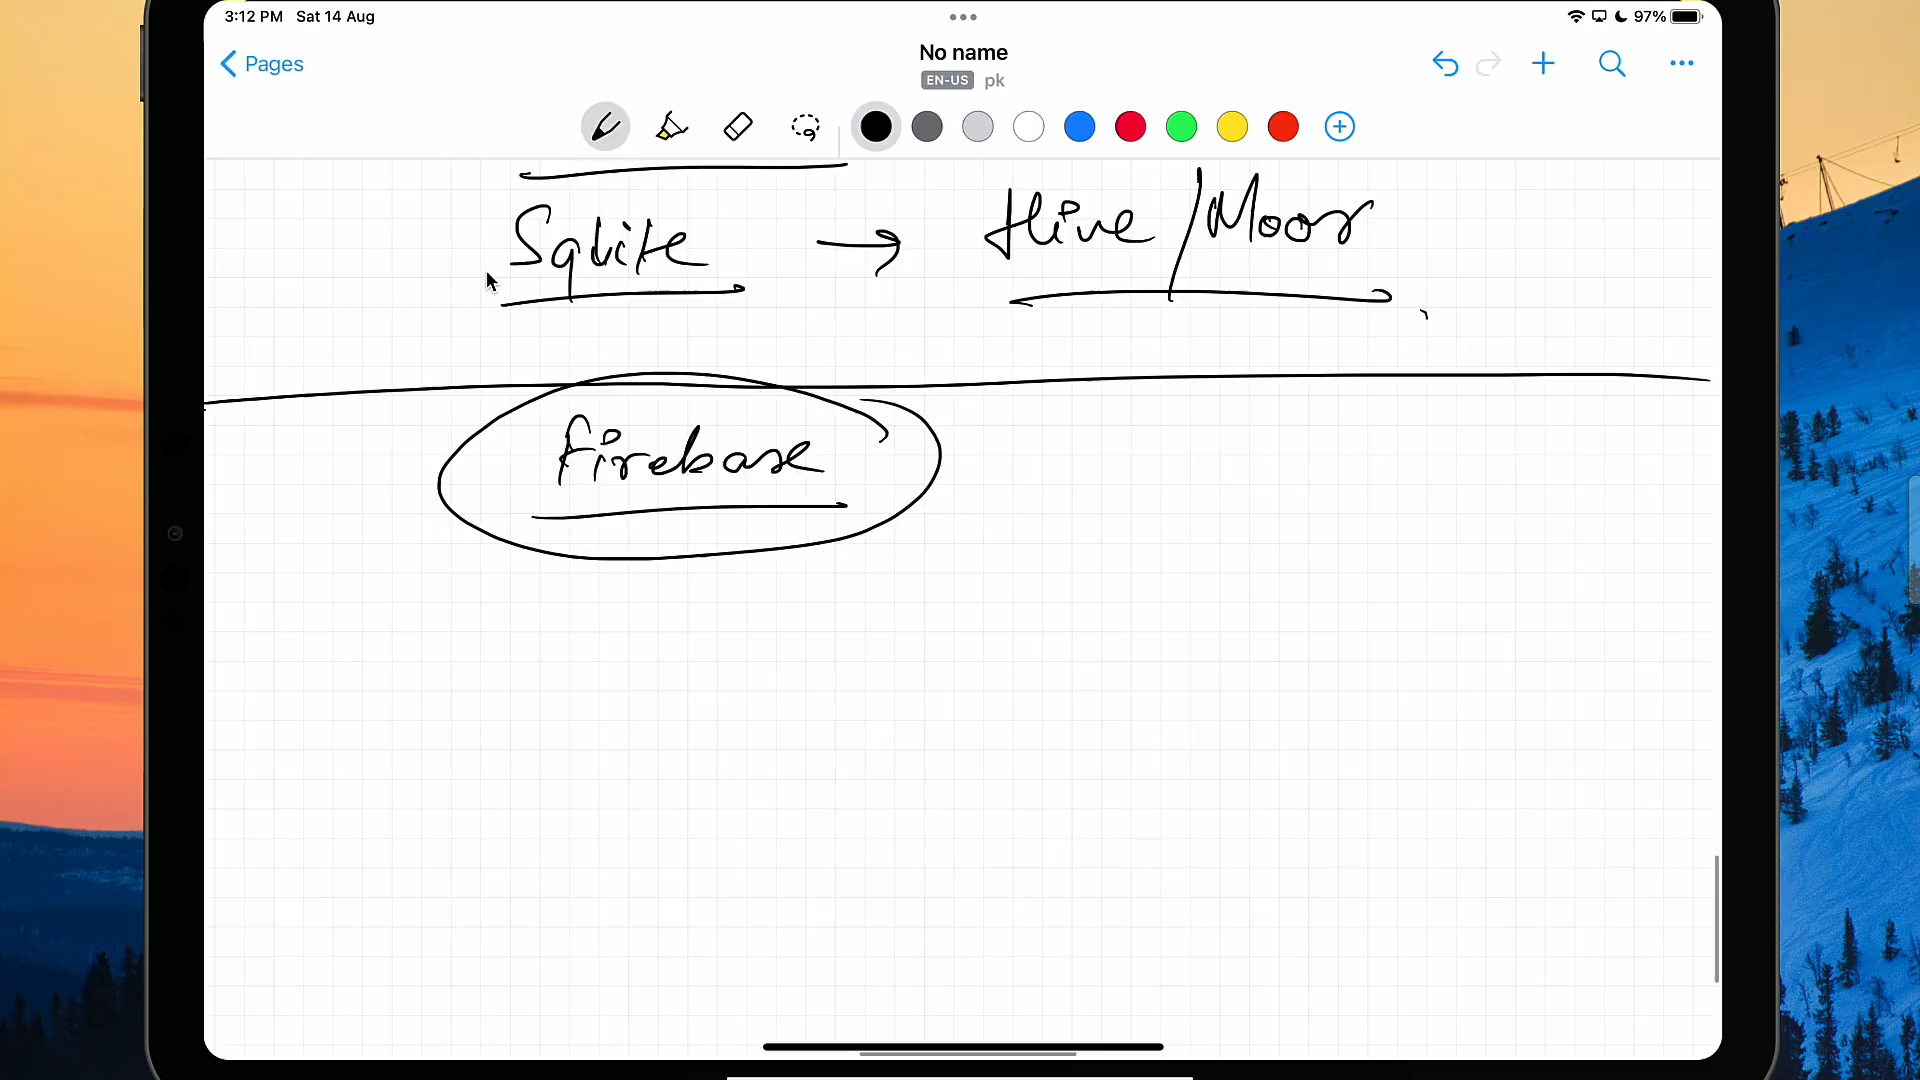 3:12 PM Sat 14 Aug
97%
Pages
No name
EN-US pk
Sqlite → Hive/Moor
firebase